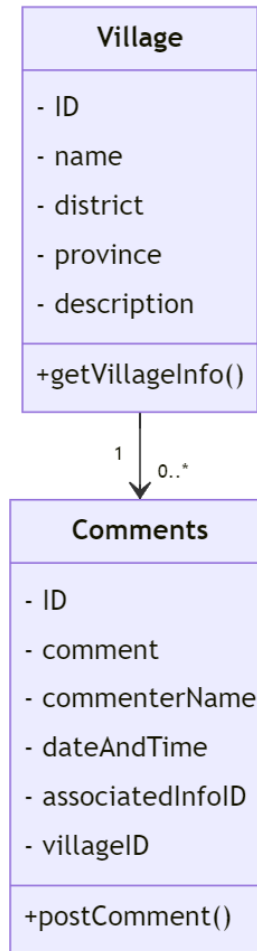 Village
- ID
- name
- district
- province
- description
+getVillageInfo()
1
0..*
Comments
- ID
- comment
- commenterName
- dateAndTime
- associatedInfoID
- villageID
+postComment()